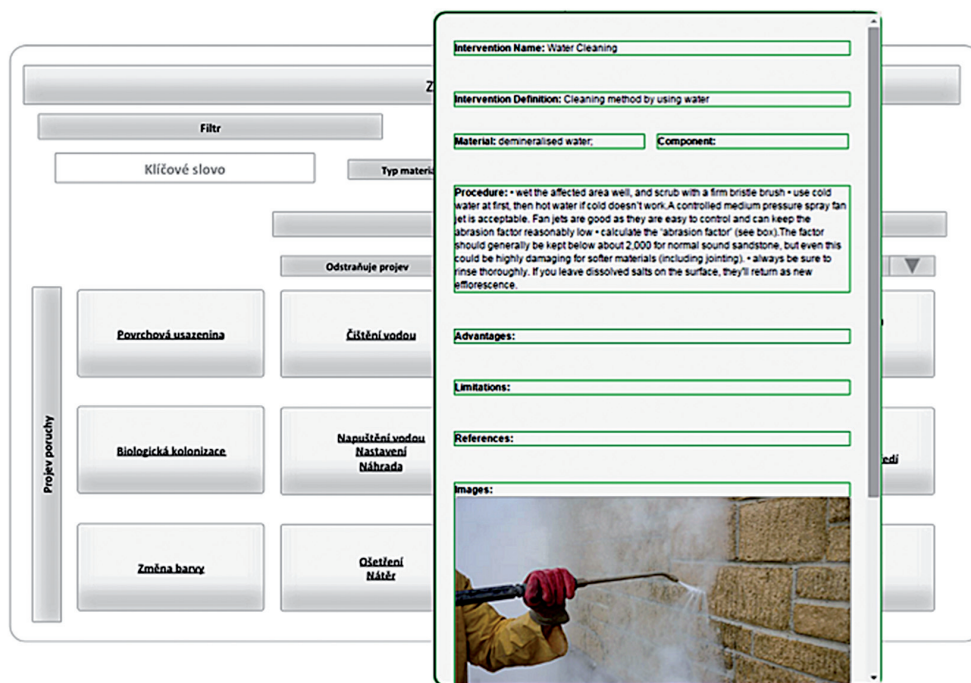 Z
Filtr
Klíčové slovo
Typ materiá
Odstraňuje projev
Projev poruchy
Povrchová usazenina
Čištění vodou
Biologická kolonizace
Napuštění vodou
Nastavení
Náhrada
edí
Změna barvy
Ošetření
Nátěr
Intervention Name: Water Cleaning
Intervention Definition: Cleaning method by using water
Material: demineralised water;
Component:
Procedure: • wet the affected area well, and scrub with a firm bristle brush • use cold
water at first, then hot water if cold doesn't work.A controlled medium pressure spray fan
jet is acceptable. Fan jets are good as they are easy to control and can keep the
abrasion factor reasonably low • calculate the 'abrasion factor' (see box).The factor
should generally be kept below about 2,000 for normal sound sandstone, but even this
could be highly damaging for softer materials (including jointing). • always be sure to
rinse thoroughly. If you leave dissolved salts on the surface, they'll return as new
efflorescence.
Advantages:
Limitations:
References:
Images: